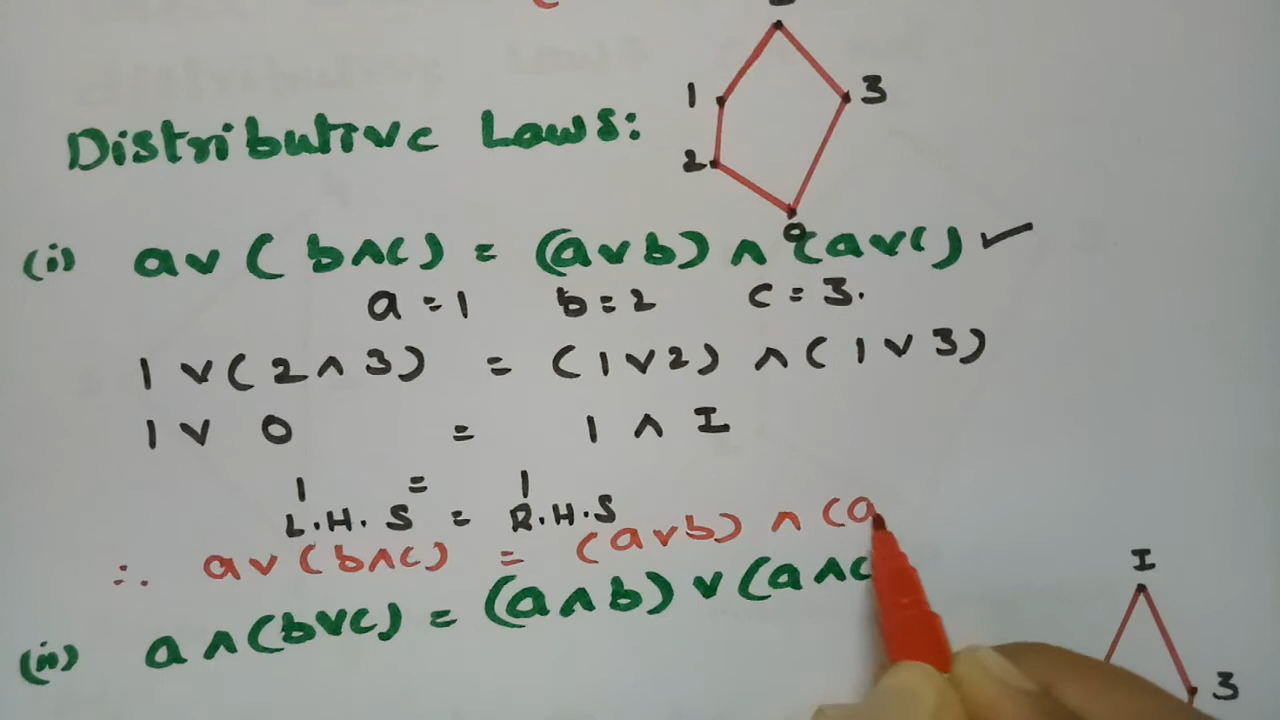 1 3
Distributive Laws:
2
0
(i) a∨(b∧c) = (a∨b) ∧ (a∨c) ✓
a=1 b=2 c=3.
1∨(2∧3) = (1∨2) ∧ (1∨3)
1∨ 0 = 1 ∧ I
1 = 1
L.H.S = R.H.S
∴ a∨(b∧c) = (a∨b) ∧ (a
(ii) a∧(b∨c) = (a∧b) ∨ (a∧c
I
3